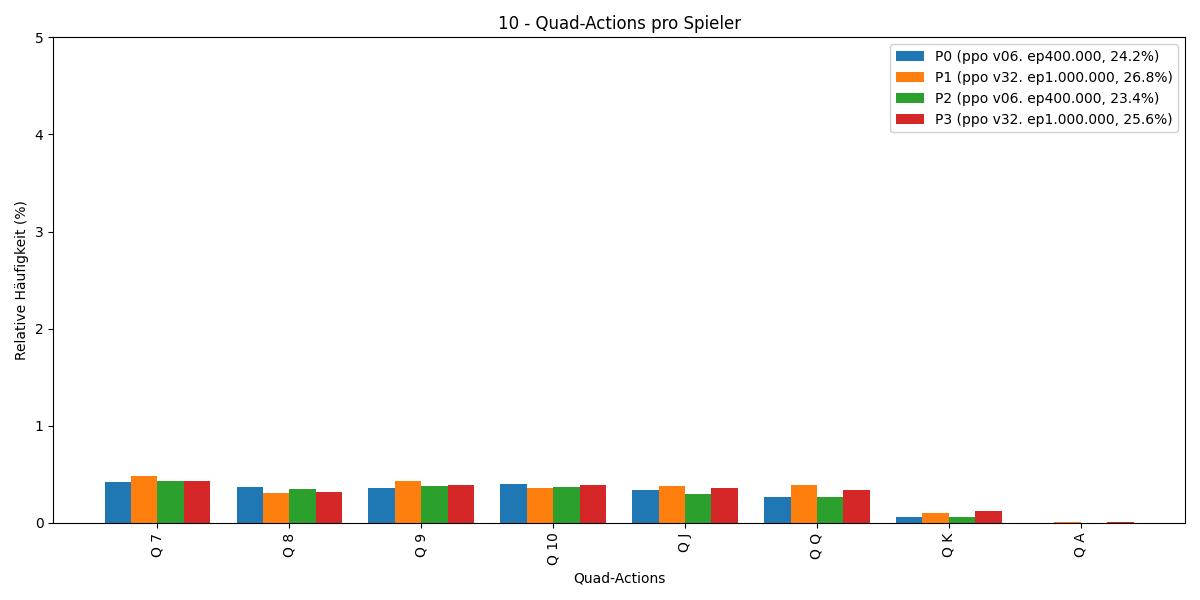 10 - Quad-Actions pro Spieler
P0 (ppo v06. ep400.000, 24.2%)
P1 (ppo v32. ep1.000.000, 26.8%)
P2 (ppo v06. ep400.000, 23.4%)
P3 (ppo v32. ep1.000.000, 25.6%)
Relative Häufigkeit (%)
5
4
3
2
1
0
Q 7
Q 8
Q 9
Q 10
Q J
Q Q
Q K
Q A
Quad-Actions